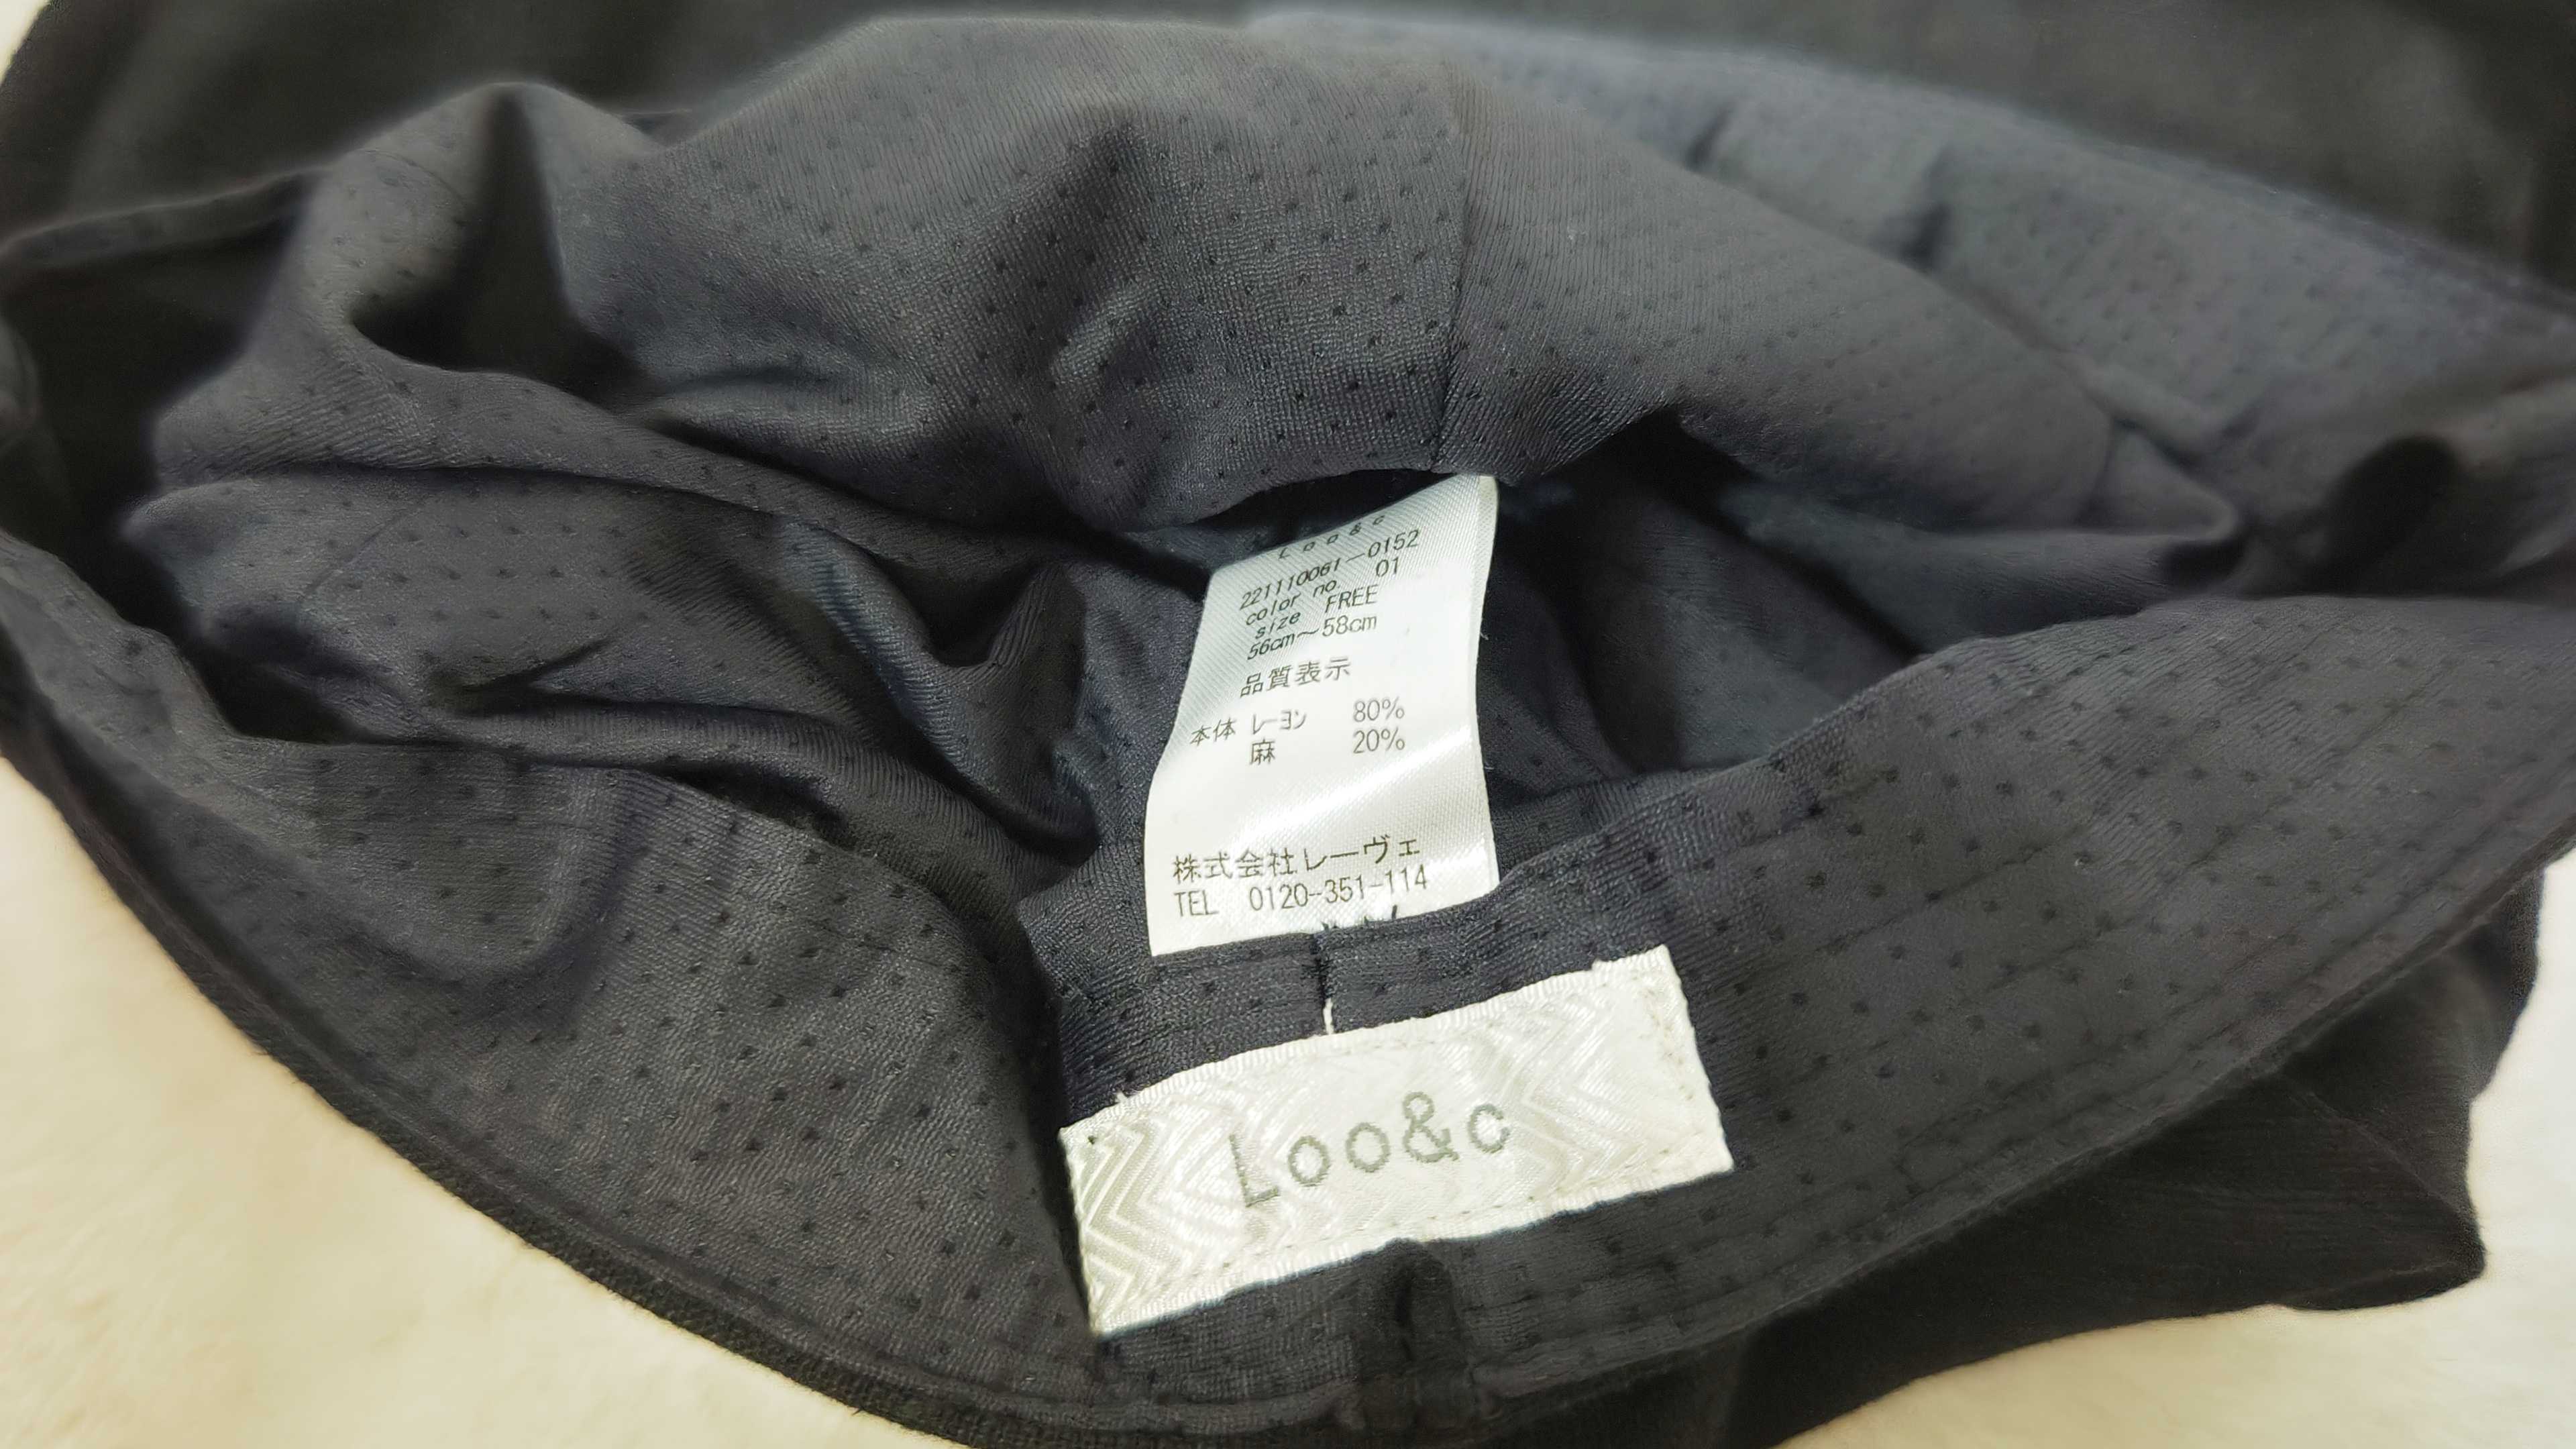 Loo&c
221110061-0152
color no. 01
size FREE
56cm～58cm
品質表示
本体 レーヨン 80%
麻 20%
株式会社レーヴェ
TEL 0120-351-114
Loo&c